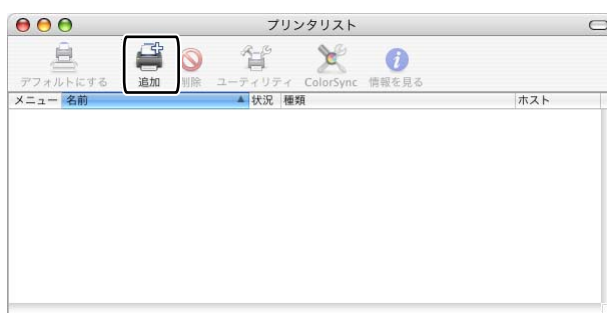 プリンタリスト
デフォルトにする 追加 削除 ユーティリティ ColorSync 情報を見る
メニュー 名前 状況 種類 ホスト